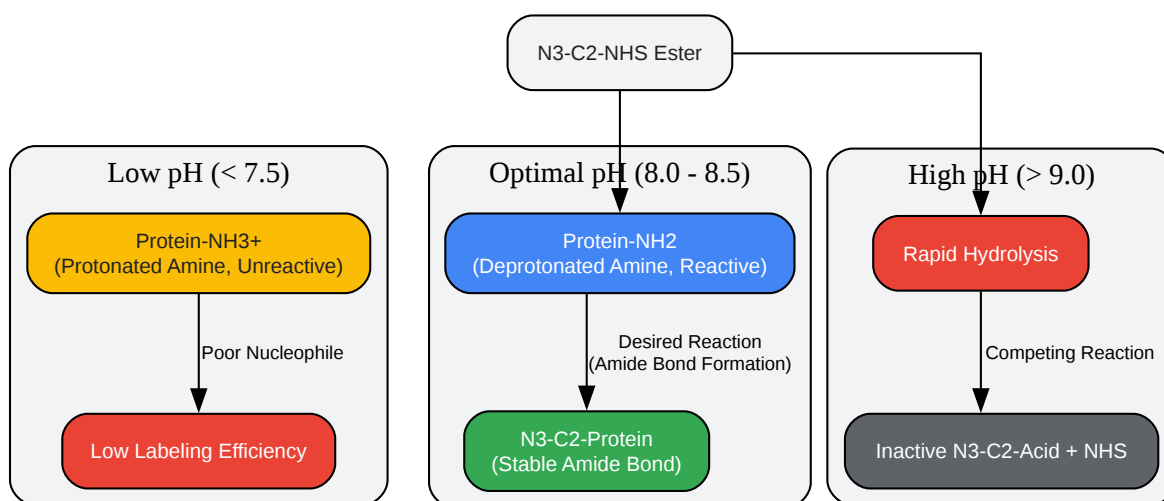 N3-C2-NHS Ester
Low pH (< 7.5)
Optimal pH (8.0 - 8.5)
High pH (> 9.0)
Protein-NH3+
(Protonated Amine, Unreactive)
Protein-NH2
(Deprotonated Amine, Reactive)
Rapid Hydrolysis
Poor Nucleophile
Desired Reaction
(Amide Bond Formation)
Competing Reaction
Low Labeling Efficiency
N3-C2-Protein
(Stable Amide Bond)
Inactive N3-C2-Acid + NHS